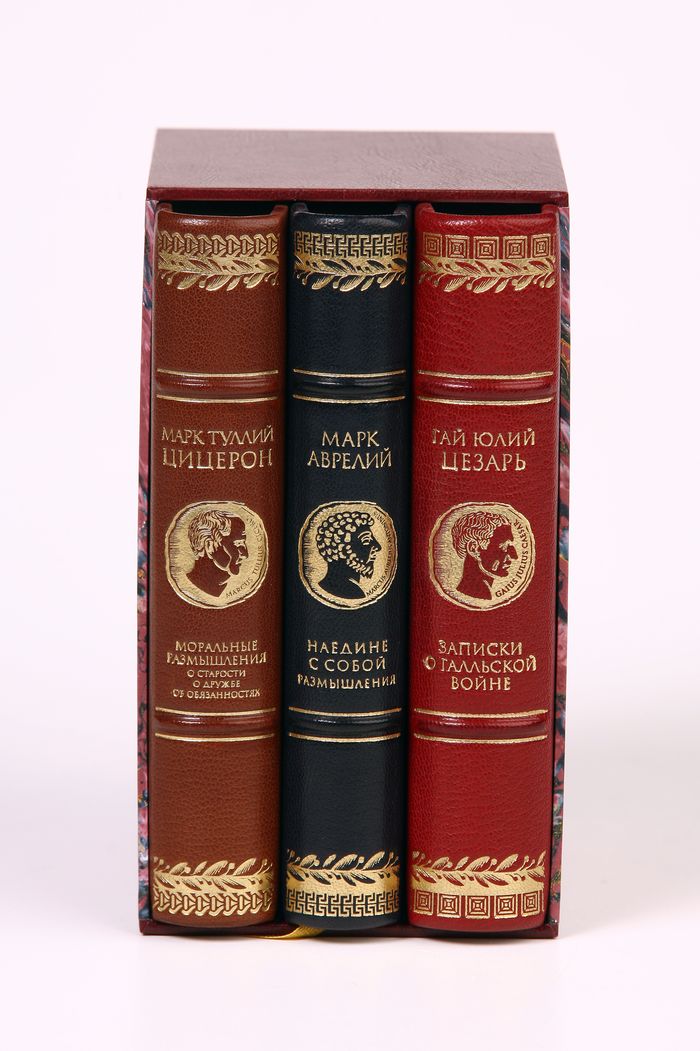 МАРК ТУЛЛИЙ
ЦИЦЕРОН
MARCUS TULLIUS
МОРАЛЬНЫЕ
РАЗМЫШЛЕНИЯ
О СТАРОСТИ
О ДРУЖБЕ
ОБ ОБЯЗАННОСТЯХ
МАРК
АВРЕЛИЙ
НАЕДИНЕ
С СОБОЙ
РАЗМЫШЛЕНИЯ
ГАЙ ЮЛИЙ
ЦЕЗАРЬ
GAIUS IULIUS CAESAR
ЗАПИСКИ
О ГАЛЛЬСКОЙ
ВОЙНЕ